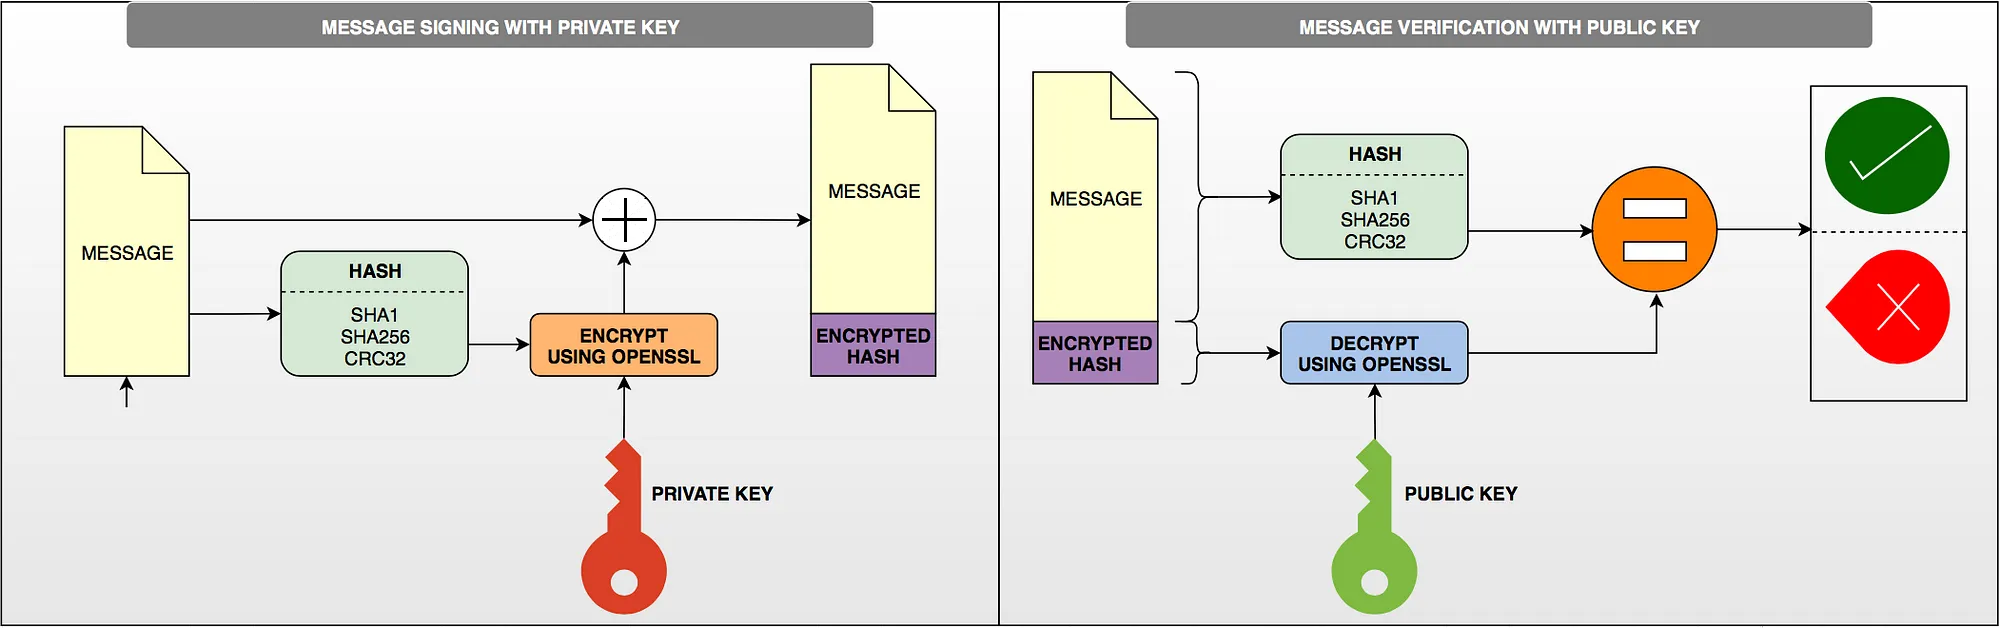 MESSAGE SIGNING WITH PRIVATE KEY
MESSAGE
HASH
SHA1
SHA256
CRC32
ENCRYPT
USING OPENSSL
PRIVATE KEY
MESSAGE
ENCRYPTED
HASH
MESSAGE VERIFICATION WITH PUBLIC KEY
MESSAGE
ENCRYPTED
HASH
HASH
SHA1
SHA256
CRC32
DECRYPT
USING OPENSSL
PUBLIC KEY